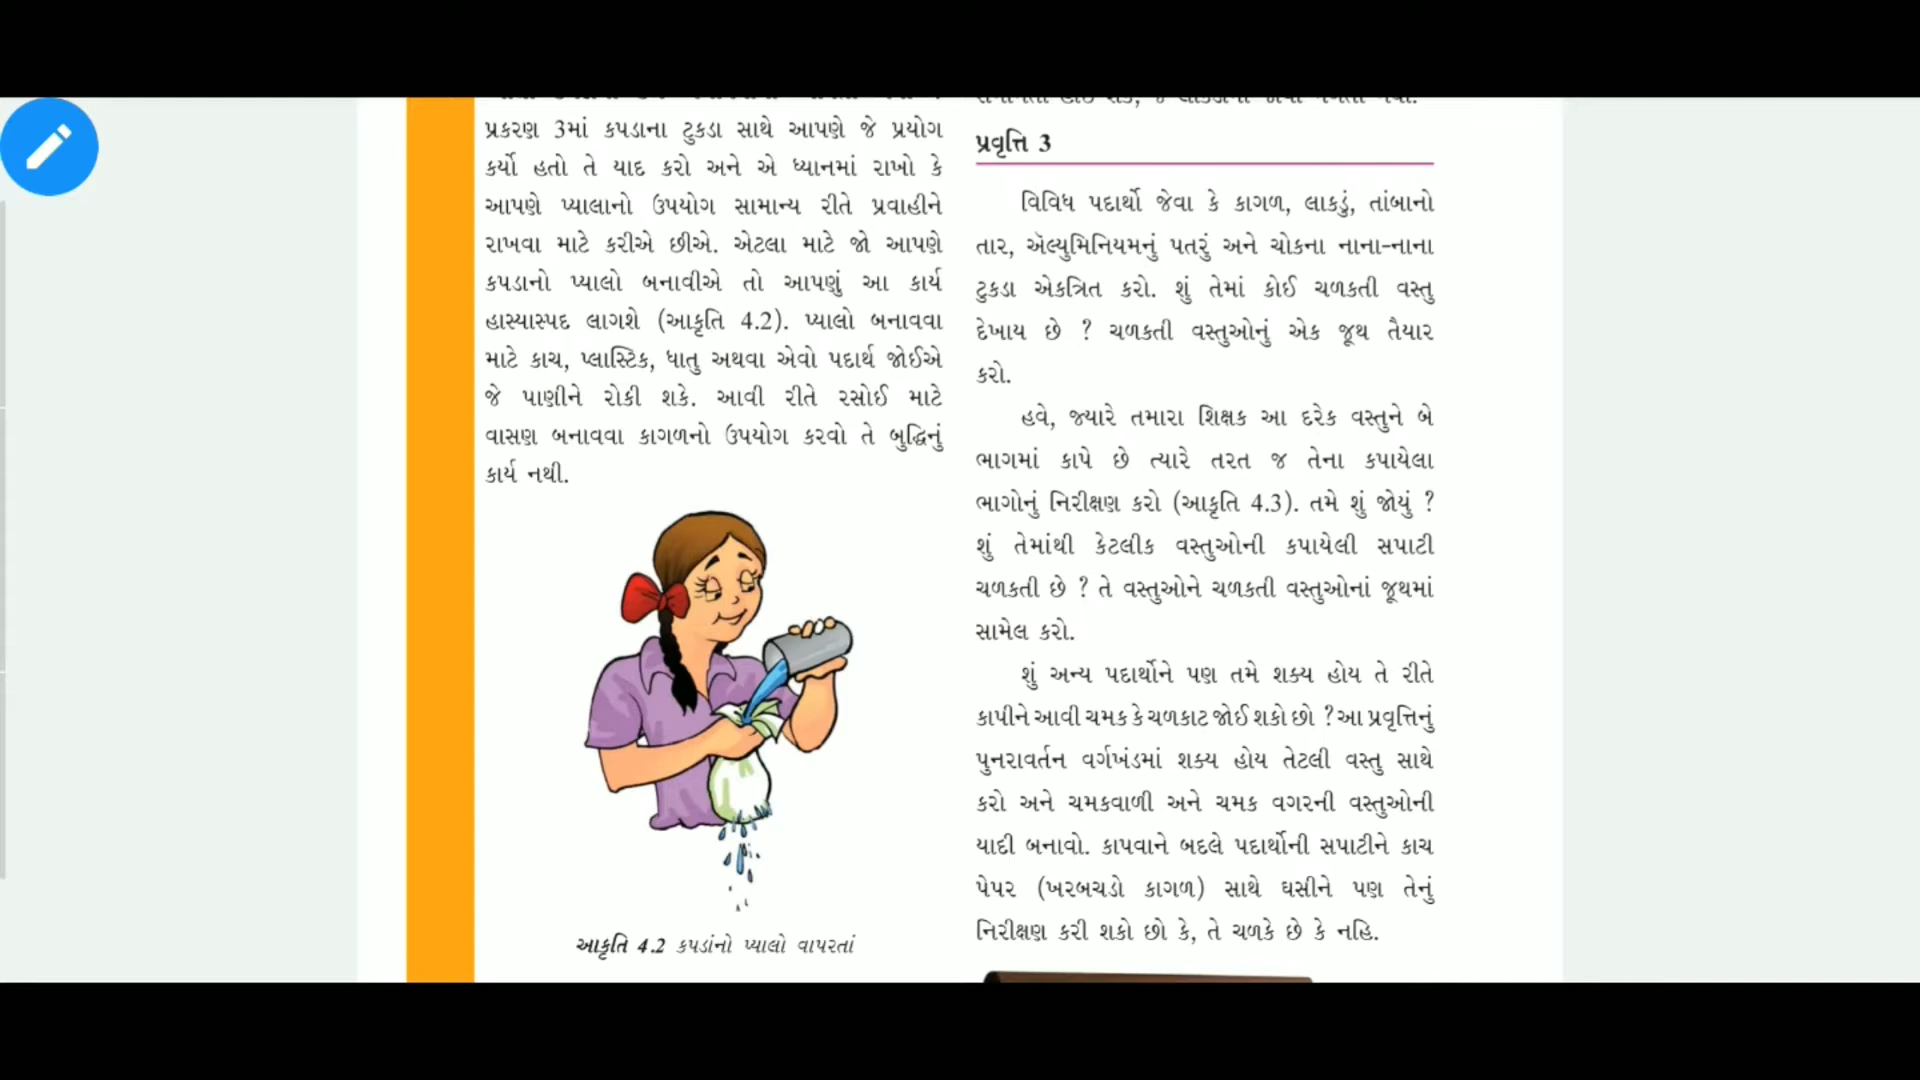 પ્રકરણ 3માં કપડાના ટુકડા સાથે આપણે જે પ્રયોગ
કર્યો હતો તે યાદ કરો અને એ ધ્યાનમાં રાખો કે
આપણે પ્યાલાનો ઉપયોગ સામાન્ય રીતે પ્રવાહીને
રાખવા માટે કરીએ છીએ. એટલા માટે જો આપણે
કપડાનો પ્યાલો બનાવીએ તો આપણું આ કાર્ય
હાસ્યાસ્પદ લાગશે (આકૃતિ 4.2). પ્યાલો બનાવવા
માટે કાચ, પ્લાસ્ટિક, ધાતુ અથવા એવો પદાર્થ જોઈએ
જે પાણીને રોકી શકે. આવી રીતે રસોઈ માટે
વાસણ બનાવવા કાગળનો ઉપયોગ કરવો તે બુદ્ધિનું
કાર્ય નથી.
આકૃતિ 4.2 કપડાંનો પ્યાલો વાપરતાં
પ્રવૃત્તિ 3
વિવિધ પદાર્થો જેવા કે કાગળ, લાકડું, તાંબાનો
તાર, ઍલ્યુમિનિયમનું પતરું અને ચોકના નાના-નાના
ટુકડા એકત્રિત કરો. શું તેમાં કોઈ ચળકતી વસ્તુ
દેખાય છે ? ચળકતી વસ્તુઓનું એક જૂથ તૈયાર
કરો.
હવે, જ્યારે તમારા શિક્ષક આ દરેક વસ્તુને બે
ભાગમાં કાપે છે ત્યારે તરત જ તેના કપાયેલા
ભાગોનું નિરીક્ષણ કરો (આકૃતિ 4.3). તમે શું જોયું ?
શું તેમાંથી કેટલીક વસ્તુઓની કપાયેલી સપાટી
ચળકતી છે ? તે વસ્તુઓને ચળકતી વસ્તુઓનાં જૂથમાં
સામેલ કરો.
શું અન્ય પદાર્થોને પણ તમે શક્ય હોય તે રીતે
કાપીને આવી ચમક કે ચળકાટ જોઈ શકો છો ? આ પ્રવૃત્તિનું
પુનરાવર્તન વર્ગખંડમાં શક્ય હોય તેટલી વસ્તુ સાથે
કરો અને ચમકવાળી અને ચમક વગરની વસ્તુઓની
યાદી બનાવો. કાપવાને બદલે પદાર્થોની સપાટીને કાચ
પેપર (ખરબચડો કાગળ) સાથે ઘસીને પણ તેનું
નિરીક્ષણ કરી શકો છો કે, તે ચળકે છે કે નહિ.